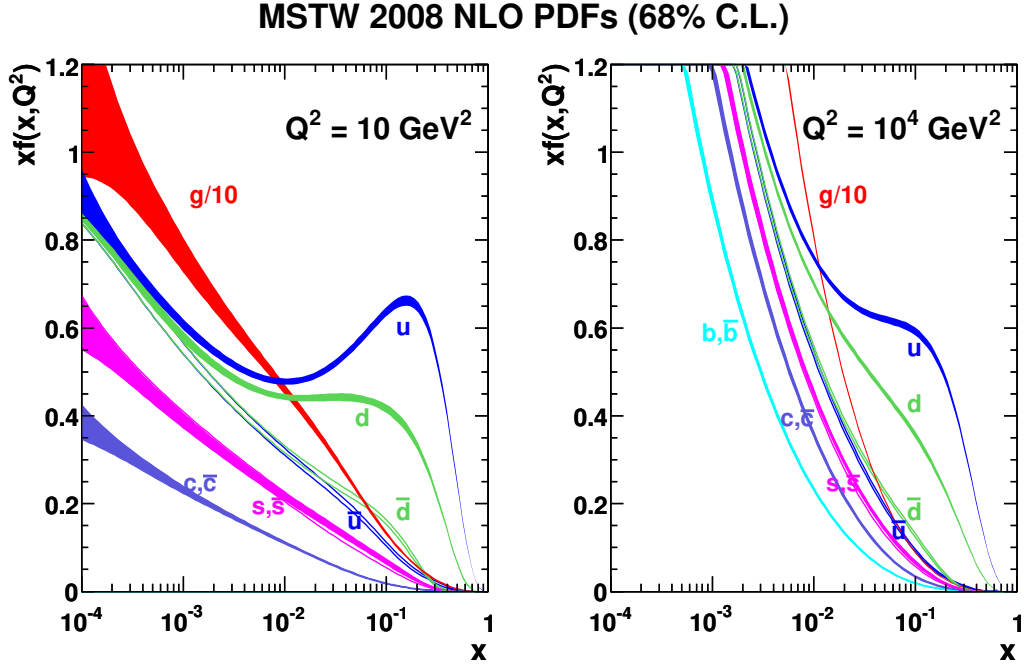 MSTW 2008 NLO PDFs (68% C.L.)
xf(x,Q²)
1.2
1
0.8
0.6
0.4
0.2
0
Q² = 10 GeV²
g/10
u
d
c,c̅
s,s̅
u̅
d̅
10⁻⁴
10⁻³
10⁻²
10⁻¹
1
x
xf(x,Q²)
1.2
1
0.8
0.6
0.4
0.2
0
Q² = 10⁴ GeV²
g/10
b,b̅
u
d
c,c̅
s,s̅
d̅
u̅
10⁻⁴
10⁻³
10⁻²
10⁻¹
1
x